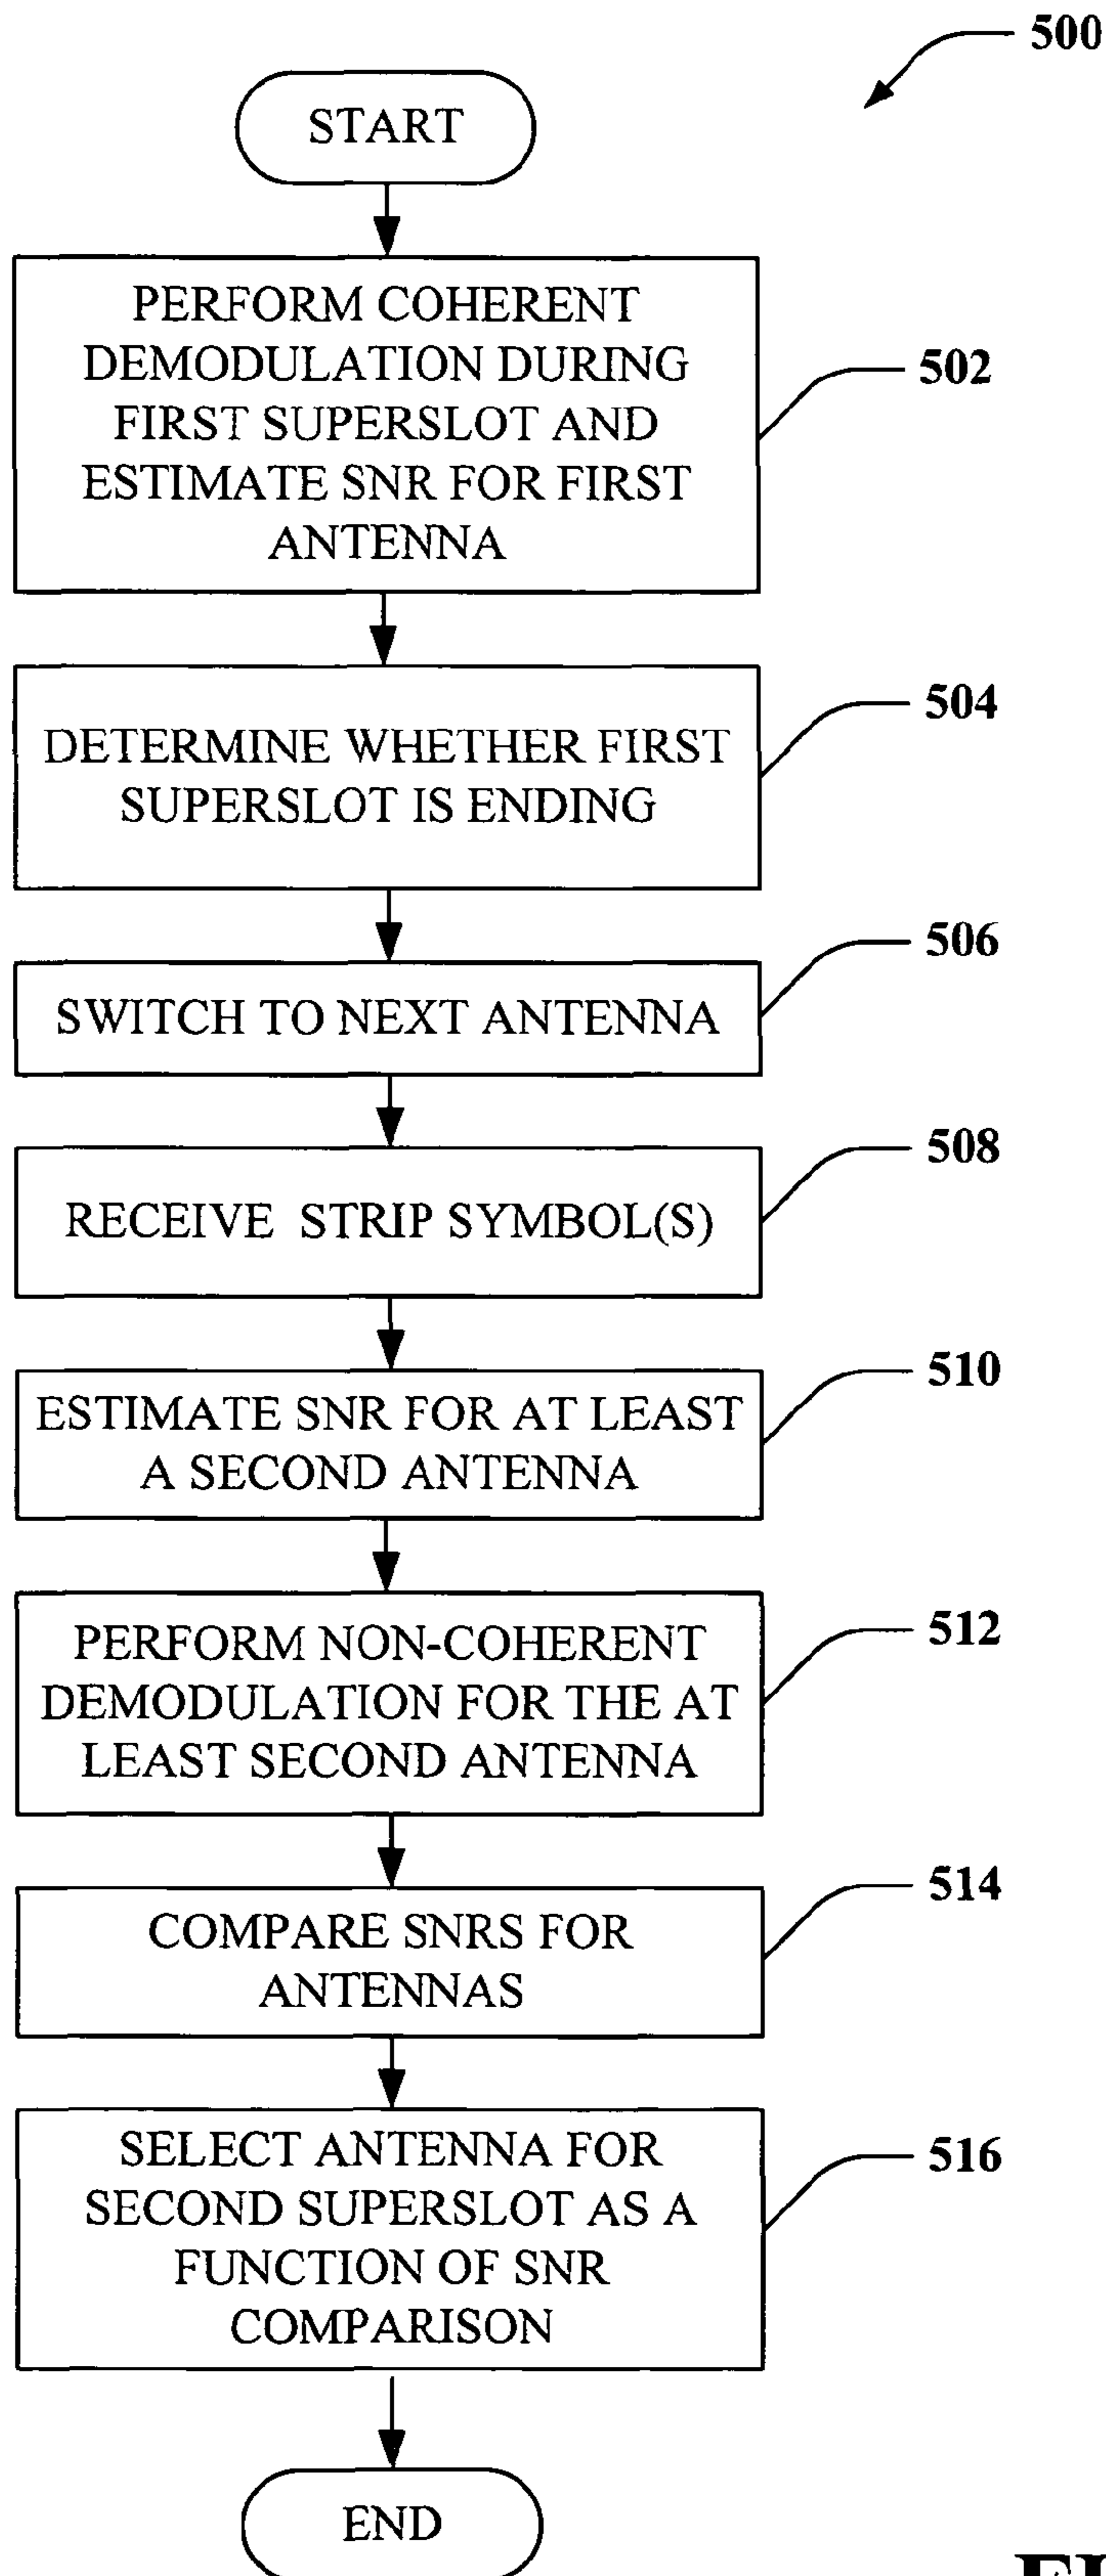 500
START
PERFORM COHERENT
DEMODULATION DURING
FIRST SUPERSLOT AND
ESTIMATE SNR FOR FIRST
ANTENNA
502
DETERMINE WHETHER FIRST
SUPERSLOT IS ENDING
504
SWITCH TO NEXT ANTENNA
506
RECEIVE STRIP SYMBOL(S)
508
ESTIMATE SNR FOR AT LEAST
A SECOND ANTENNA
510
PERFORM NON-COHERENT
DEMODULATION FOR THE AT
LEAST SECOND ANTENNA
512
COMPARE SNRS FOR
ANTENNAS
514
SELECT ANTENNA FOR
SECOND SUPERSLOT AS A
FUNCTION OF SNR
COMPARISON
516
END